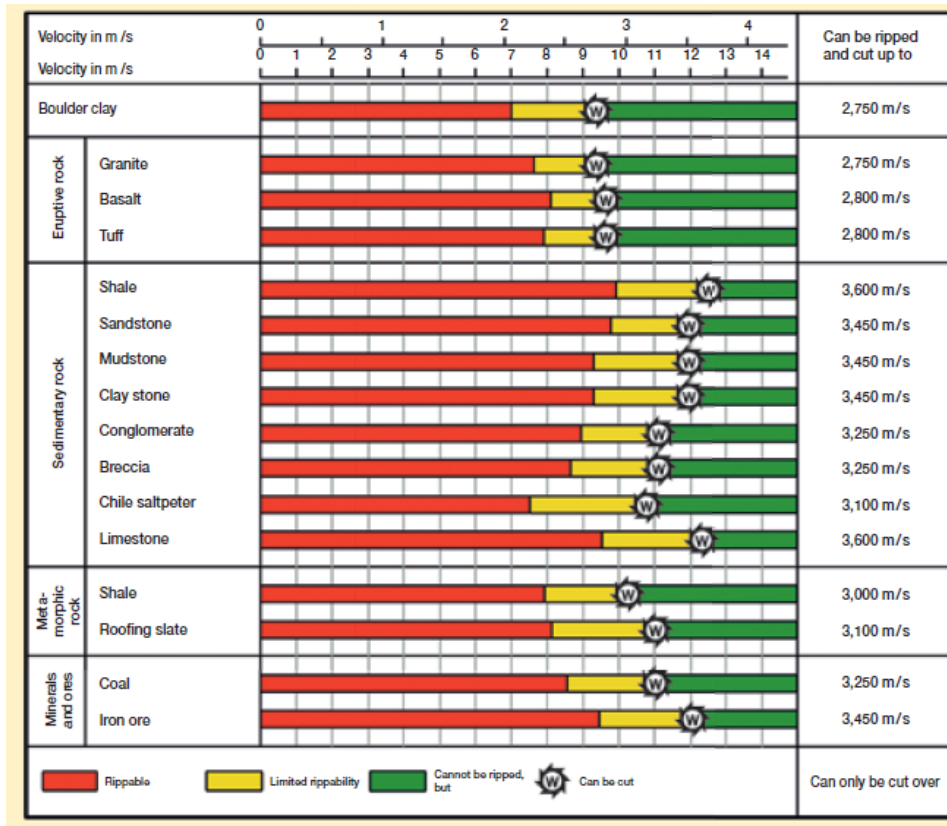 0 1 2 3 4
Velocity in m /s
Can be ripped
and cut up to
0 1 2 3 4 5 6 7 8 9 10 11 12 13 14
Velocity in m /s
Boulder clay W 2,750 m/s
Eruptive rock
Granite W 2,750 m/s
Basalt W 2,800 m/s
Tuff W 2,800 m/s
Sedimentary rock
Shale W 3,600 m/s
Sandstone W 3,450 m/s
Mudstone W 3,450 m/s
Clay stone W 3,450 m/s
Conglomerate W 3,250 m/s
Breccia W 3,250 m/s
Chile saltpeter W 3,100 m/s
Limestone W 3,600 m/s
Meta-
morphic
rock
Shale W 3,000 m/s
Roofing slate W 3,100 m/s
Minerals
and ores
Coal W 3,250 m/s
Iron ore W 3,450 m/s
Rippable
Limited rippability
Cannot be ripped,
but
W Can be cut
Can only be cut over